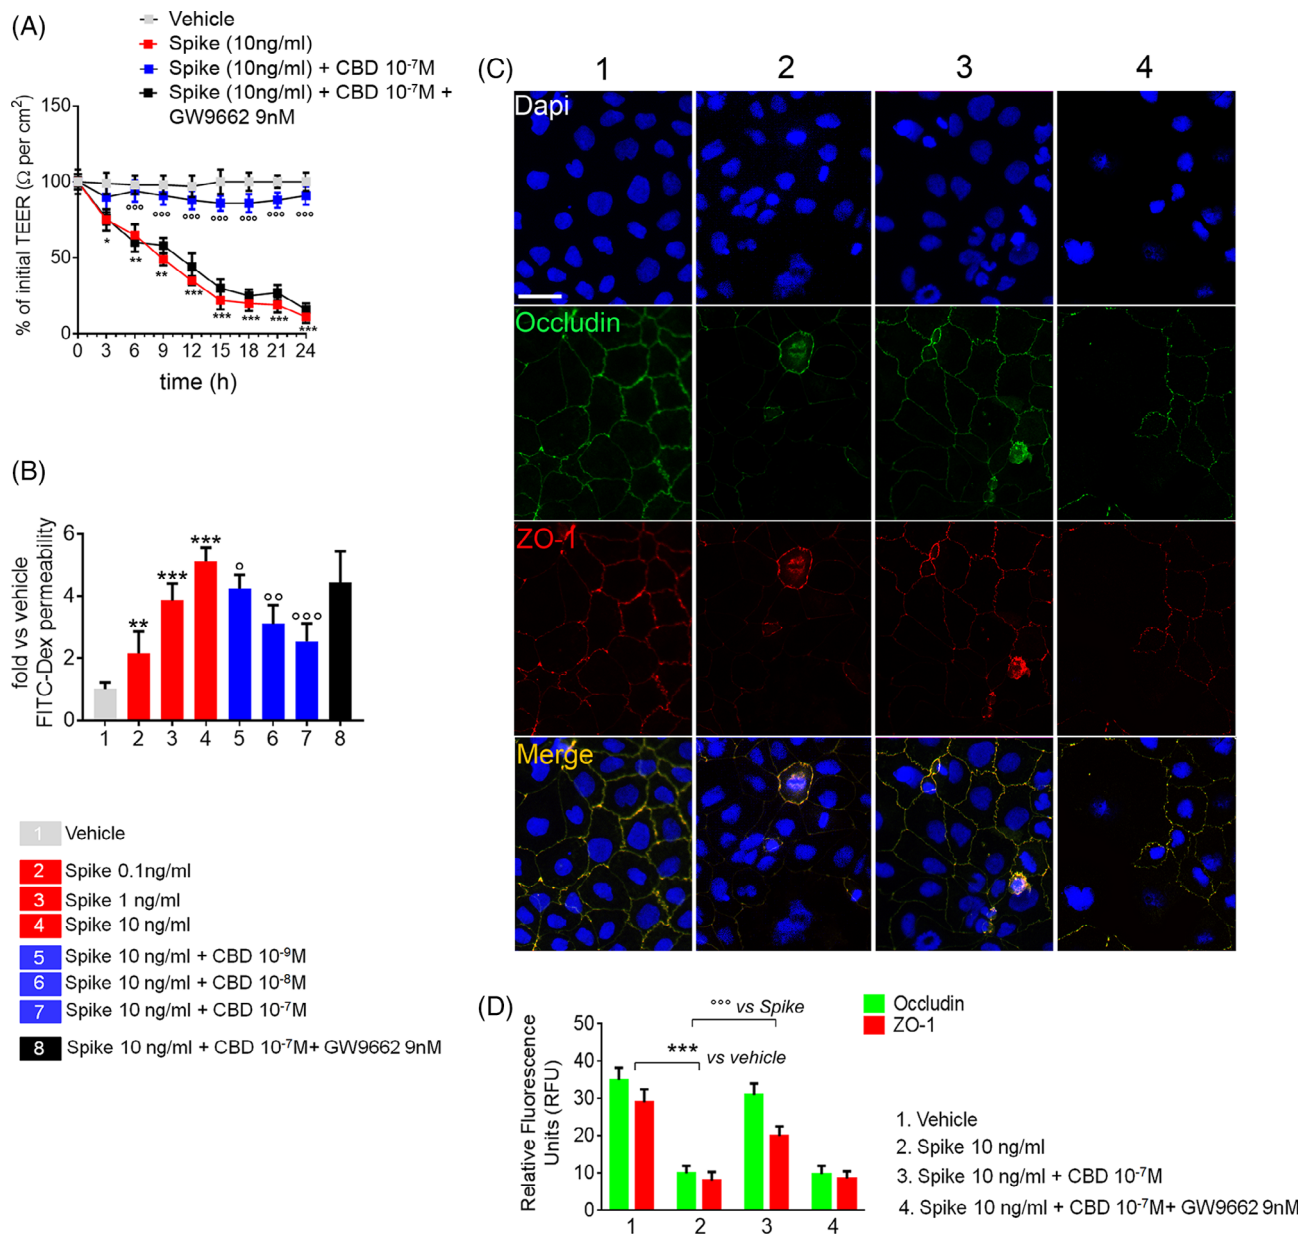 (A)
Vehicle
Spike (10ng/ml)
Spike (10ng/ml) + CBD 10⁻⁷M
Spike (10ng/ml) + CBD 10⁻⁷M +
GW9662 9nM
% of initial TER (Ω per cm²)
150
100
50
0
°°° °°° °°° °°° °°° °°° °°°
* ** ** *** *** *** *** ***
0 3 6 9 12 15 18 21 24
time (h)
(B)
fold vs vehicle
FITC-Dex permeability
6
4
2
0
** *** *** ° °° °°°
1 2 3 4 5 6 7 8
1 Vehicle
2 Spike 0.1ng/ml
3 Spike 1 ng/ml
4 Spike 10 ng/ml
5 Spike 10 ng/ml + CBD 10⁻⁹M
6 Spike 10 ng/ml + CBD 10⁻⁸M
7 Spike 10 ng/ml + CBD 10⁻⁷M
8 Spike 10 ng/ml + CBD 10⁻⁷M+ GW9662 9nM
(C)
1 2 3 4
Dapi
Occludin
ZO-1
Merge
(D)
°°° vs Spike
*** vs vehicle
Occludin
ZO-1
Relative Fluorescence
Units (RFU)
50
40
30
20
10
0
1 2 3 4
1. Vehicle
2. Spike 10 ng/ml
3. Spike 10 ng/ml + CBD 10⁻⁷M
4. Spike 10 ng/ml + CBD 10⁻⁷M+ GW9662 9nM